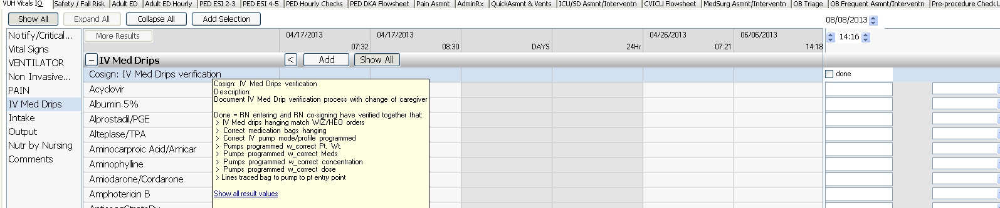 VUH Vitals IO Safety / Fall Risk Adult ED Adult ED Hourly PED ESI 2-3 PED ESI 4-5 PED Hourly Checks PED DKA Flowsheet Pain Asmnt AdminRx QuickAsmnt & Vents ICU/SD Asmnt/Interventn CVICU Flowsheet MedSurg Asmnt/Interventn OB Triage OB Frequent Asmnt/Interventn Pre-procedure Check L
Show All Expand All Collapse All Add Selection
08/08/2013
14:16
Notify/Critical...
Vital Signs
VENTILATOR
Non Invasive...
PAIN
IV Med Drips
Intake
Output
Nutr by Nursing
Comments
More Results
04/17/2013 04/17/2013 04/26/2013 06/06/2013
07:32 08:30 DAYS 24Hr 07:21 14:18
− IV Med Drips < Add Show All
Cosign: IV Med Drips verification
done
Acyclovir
Albumin 5%
Alprostadil/PGE
Alteplase/TPA
Aminocarproic Acid/Amicar
Aminophylline
Amiodarone/Cordarone
Amphotericin B
Cosign: IV Med Drips verification
Description:
Document IV Med Drip verification process with change of caregiver
Done = RN entering and RN co-signing have verified together that:
> IV Med drips hanging match WIZ/HEO orders
> Correct medication bags hanging
> Correct IV pump mode/profile programmed
> Pumps programmed w_correct Pt. Wt.
> Pumps programmed w_correct Meds
> Pumps programmed w_correct concentration
> Pumps programmed w_correct dose
> Lines traced bag to pump to pt entry point
Show all result values